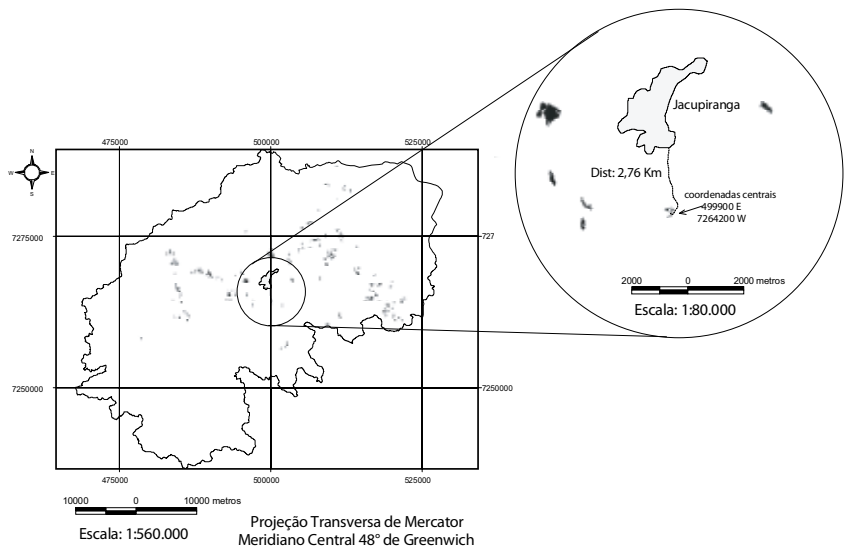 Jacupiranga
Dist: 2,76 Km
coordenadas centrais
499900 E
7264200 W
2000 0 2000 metros
Escala: 1:80.000
475000 500000 525000
N
W E
S
7275000 727
7250000 7250000
475000 500000 525000
10000 0 10000 metros
Escala: 1:560.000
Projeção Transversa de Mercator
Meridiano Central 48° de Greenwich